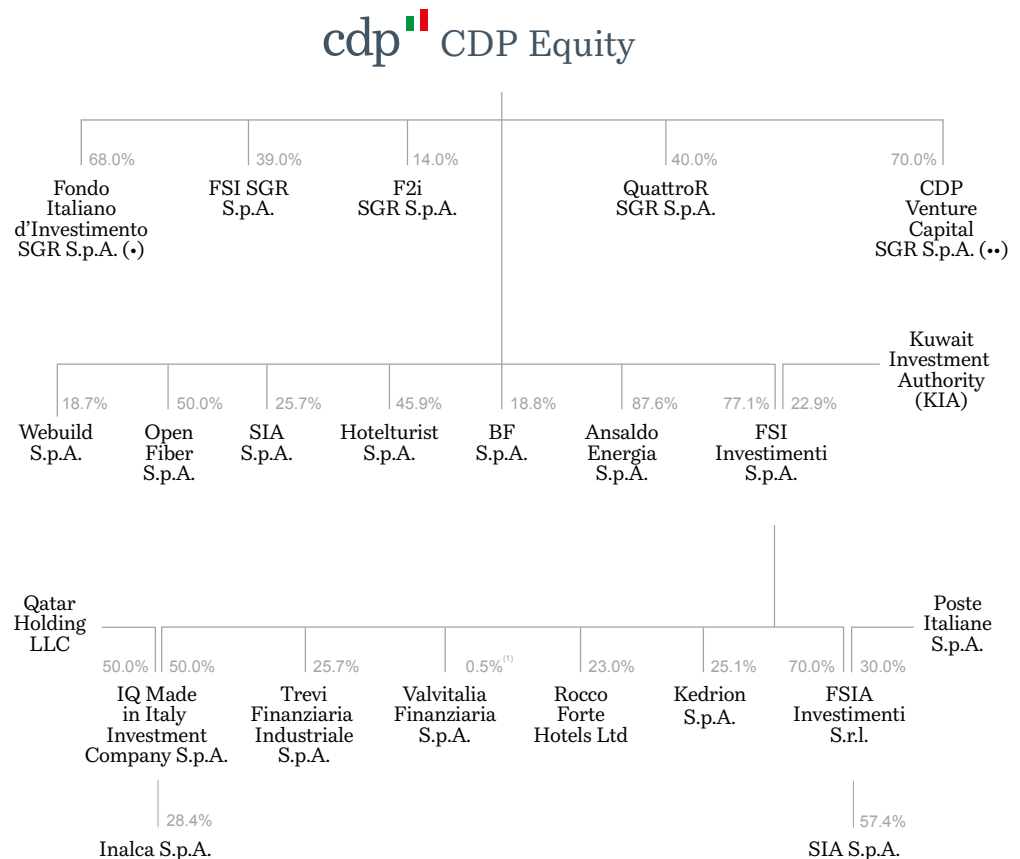 cdp CDP Equity
68.0%
39.0%
14.0%
40.0%
70.0%
Fondo
Italiano
d'Investimento
SGR S.p.A. (•)
FSI SGR
S.p.A.
F2i
SGR S.p.A.
QuattroR
SGR S.p.A.
CDP
Venture
Capital
SGR S.p.A. (••)
Kuwait
Investment
Authority
(KIA)
18.7%
50.0%
25.7%
45.9%
18.8%
87.6%
77.1%
22.9%
Webuild
S.p.A.
Open
Fiber
S.p.A.
SIA
S.p.A.
Hotelturist
S.p.A.
BF
S.p.A.
Ansaldo
Energia
S.p.A.
FSI
Investimenti
S.p.A.
Qatar
Holding
LLC
Poste
Italiane
S.p.A.
50.0%
50.0%
25.7%
0.5%(1)
23.0%
25.1%
70.0%
30.0%
IQ Made
in Italy
Investment
Company S.p.A.
Trevi
Finanziaria
Industriale
S.p.A.
Valvitalia
Finanziaria
S.p.A.
Rocco
Forte
Hotels Ltd
Kedrion
S.p.A.
FSIA
Investimenti
S.r.l.
28.4%
57.4%
Inalca S.p.A.
SIA S.p.A.